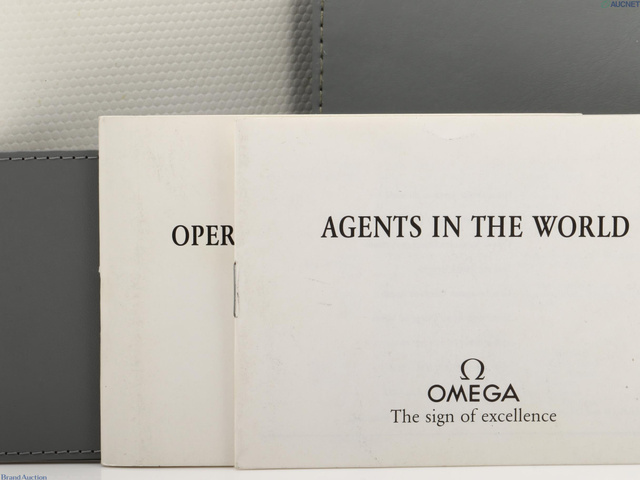 AUCNET
OPER
AGENTS IN THE WORLD
Ω
OMEGA
The sign of excellence
BrandAuction